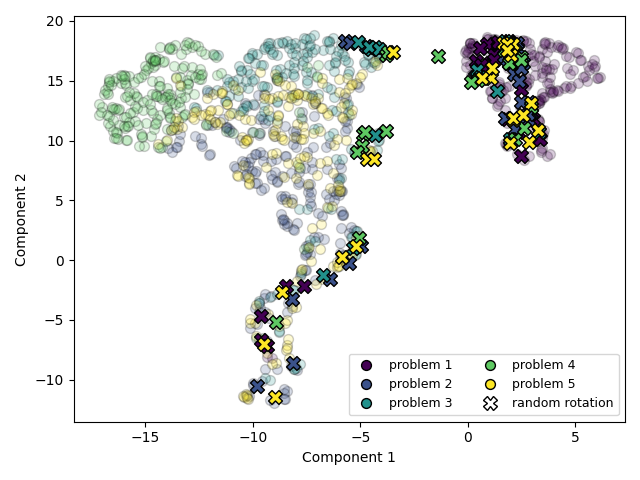 20
15
10
5
0
−5
−10
Component 2
problem 1
problem 2
problem 3
problem 4
problem 5
random rotation
−15
−10
−5
0
5
Component 1